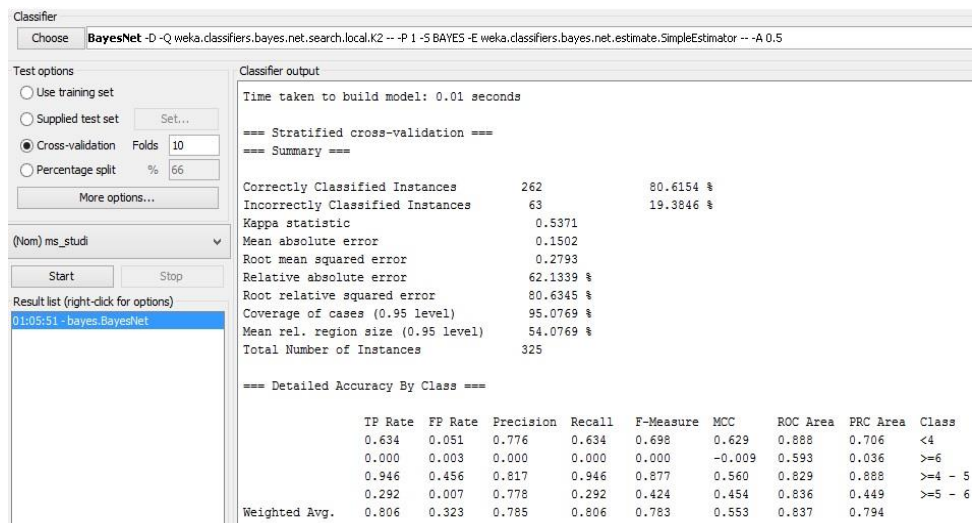 Classifier
Choose BayesNet -D -Q weka.classifiers.bayes.net.search.local.K2 -- -P 1 -S BAYES -E weka.classifiers.bayes.net.estimate.SimpleEstimator -- -A 0.5
Test options
Use training set
Supplied test set Set...
Cross-validation Folds 10
Percentage split % 66
More options...
(Nom) ms_studi
Start Stop
Result list (right-click for options)
01:05:51 - bayes.BayesNet
Classifier output
Time taken to build model: 0.01 seconds
=== Stratified cross-validation ===
=== Summary ===
Correctly Classified Instances 262 80.6154 %
Incorrectly Classified Instances 63 19.3846 %
Kappa statistic 0.5371
Mean absolute error 0.1502
Root mean squared error 0.2793
Relative absolute error 62.1339 %
Root relative squared error 80.6345 %
Coverage of cases (0.95 level) 95.0769 %
Mean rel. region size (0.95 level) 54.0769 %
Total Number of Instances 325
=== Detailed Accuracy By Class ===
TP Rate FP Rate Precision Recall F-Measure MCC ROC Area PRC Area Class
0.634 0.051 0.776 0.634 0.698 0.629 0.888 0.706 <4
0.000 0.003 0.000 0.000 0.000 -0.009 0.593 0.036 >=6
0.946 0.456 0.817 0.946 0.877 0.560 0.829 0.888 >=4 - 5
0.292 0.007 0.778 0.292 0.424 0.454 0.836 0.449 >=5 - 6
Weighted Avg. 0.806 0.323 0.785 0.806 0.783 0.553 0.837 0.794